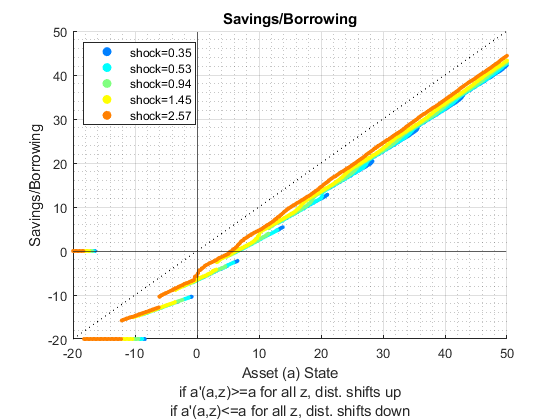 Savings/Borrowing
50
40
30
20
10
0
-10
-20
Savings/Borrowing
shock=0.35
shock=0.53
shock=0.94
shock=1.45
shock=2.57
-20 -10 0 10 20 30 40 50
Asset (a) State
if a'(a,z)>=a for all z, dist. shifts up
if a'(a,z)<=a for all z, dist. shifts down